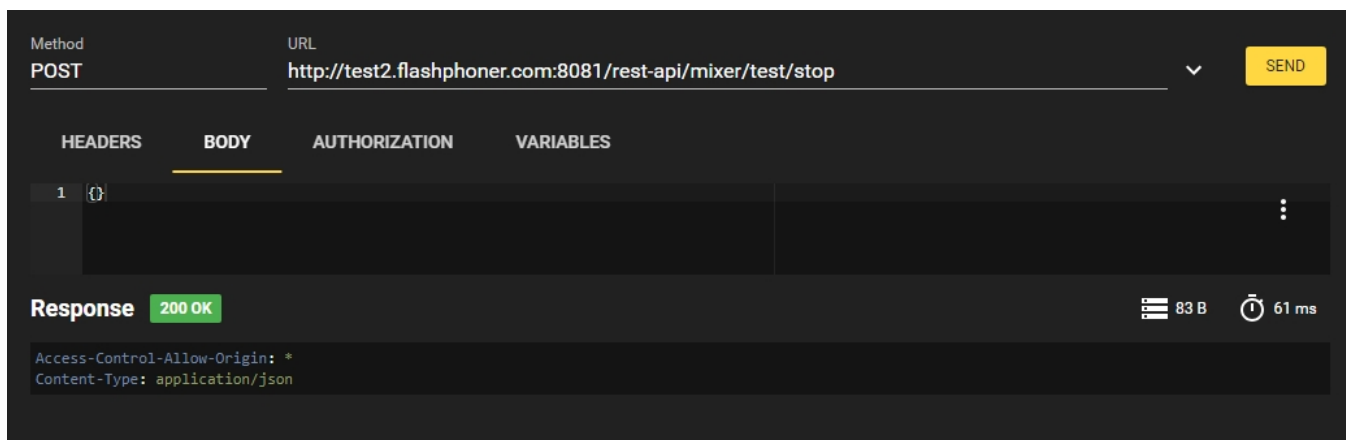 Method
URL
POST
http://test2.flashphoner.com:8081/rest-api/mixer/test/stop
SEND
HEADERS BODY AUTHORIZATION VARIABLES
1 {}
Response 200 OK 83 B 61 ms
Access-Control-Allow-Origin: *
Content-Type: application/json